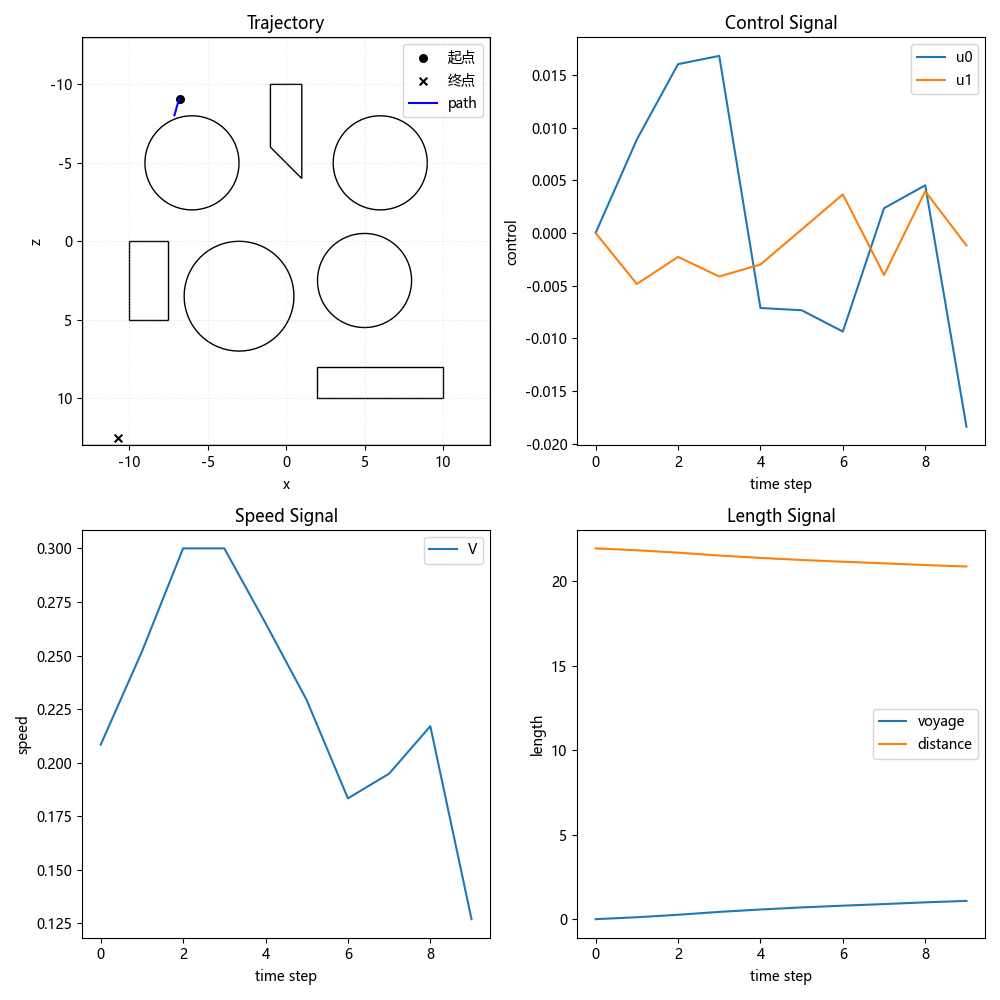 Trajectory
起点
终点
path
-10
-5
0
5
10
z
-10
-5
0
5
10
x
Control Signal
u0
u1
0.015
0.010
0.005
0.000
-0.005
-0.010
-0.015
-0.020
control
0
2
4
6
8
time step
Speed Signal
V
0.300
0.275
0.250
0.225
0.200
0.175
0.150
0.125
speed
0
2
4
6
8
time step
Length Signal
voyage
distance
20
15
10
5
0
length
0
2
4
6
8
time step